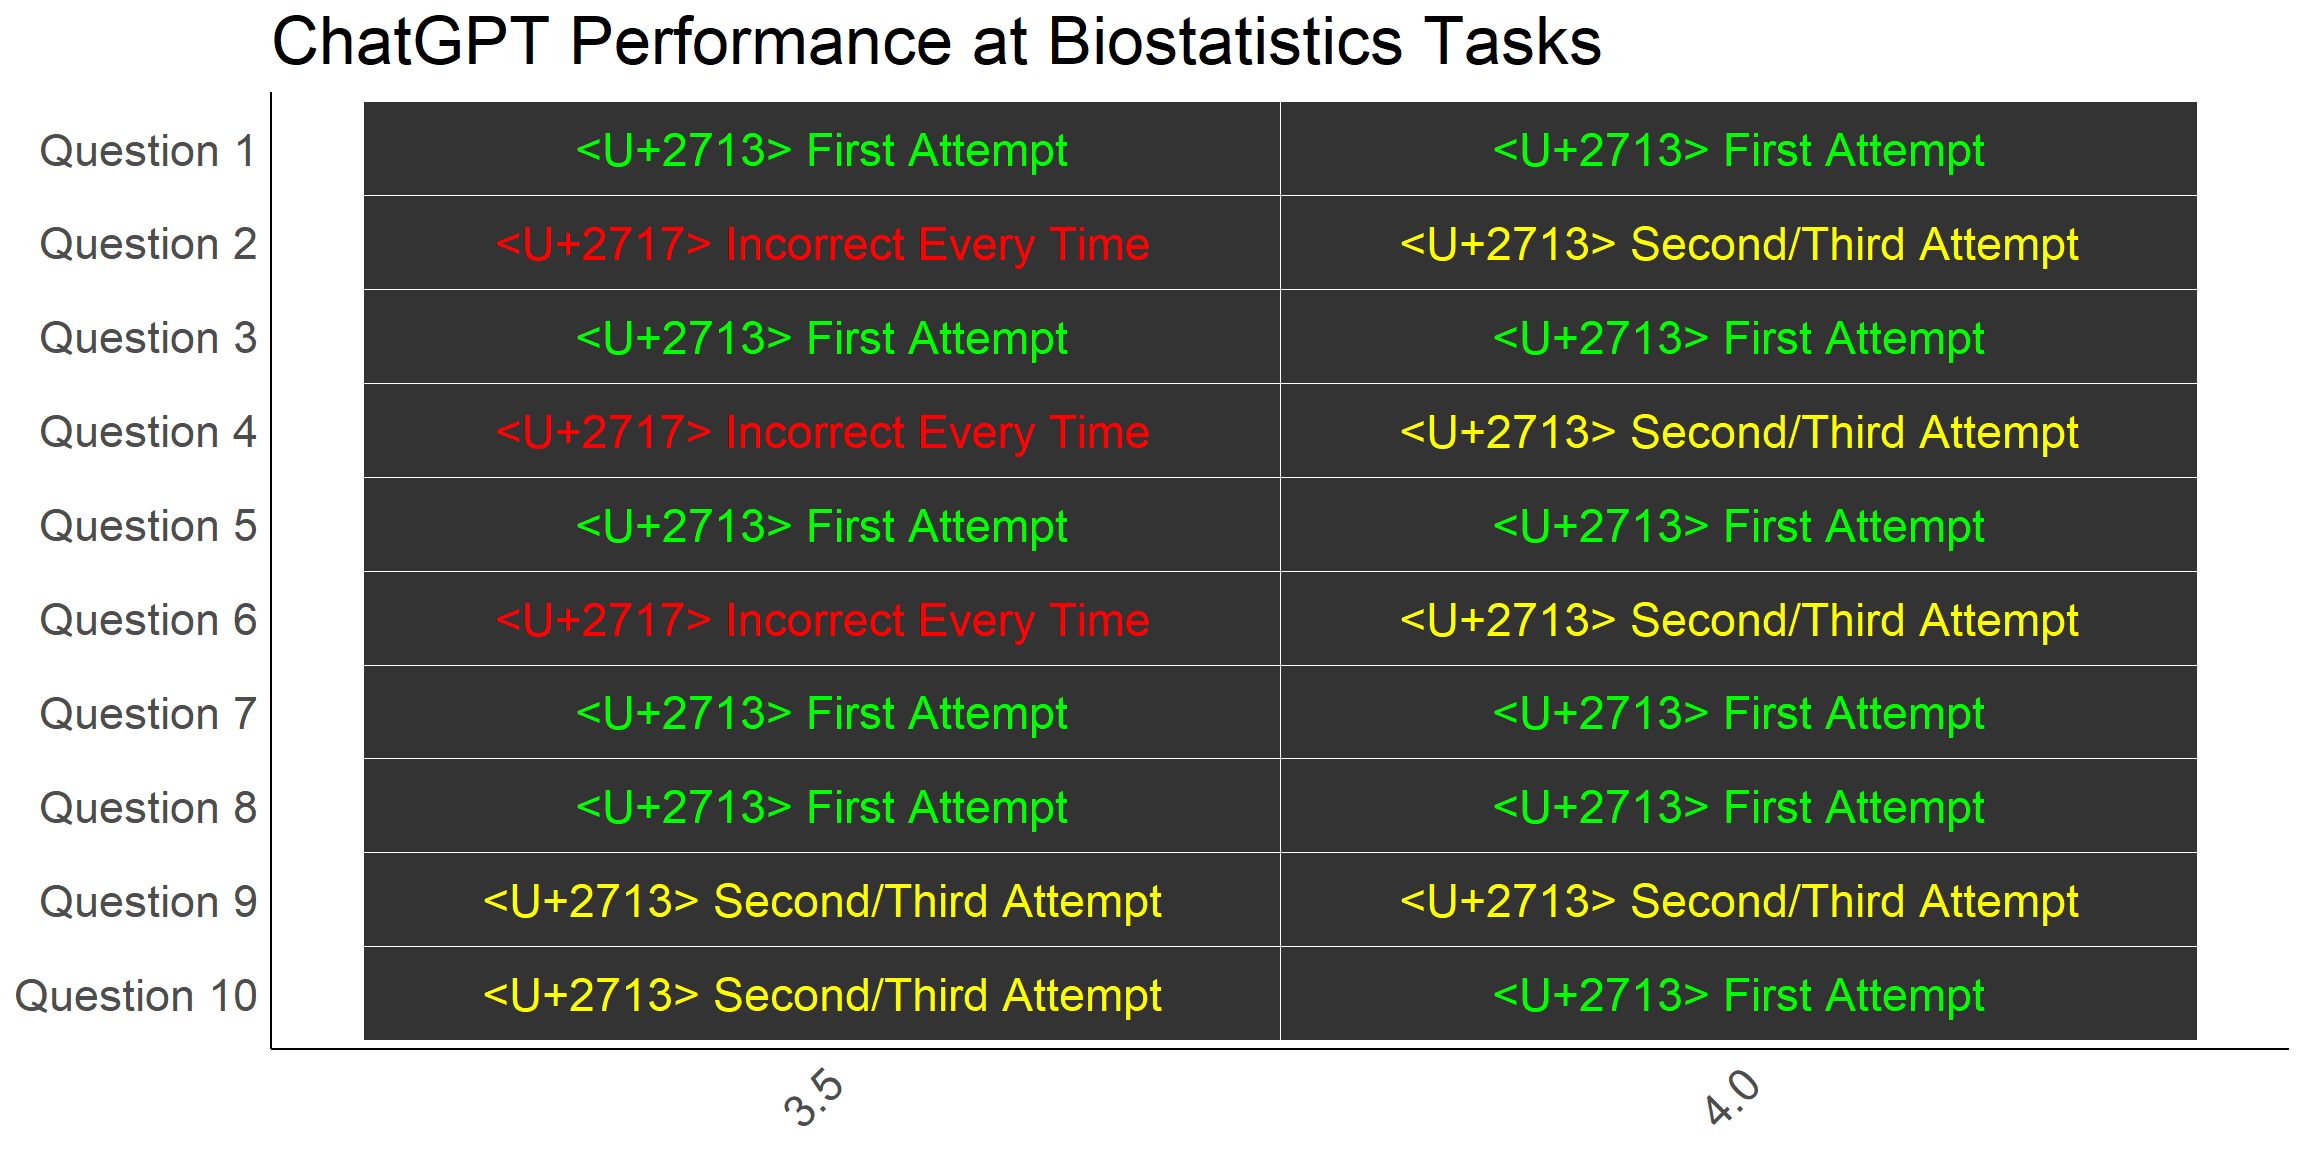 ChatGPT Performance at Biostatistics Tasks
Question 1 <U+2713> First Attempt <U+2713> First Attempt
Question 2 <U+2717> Incorrect Every Time <U+2713> Second/Third Attempt
Question 3 <U+2713> First Attempt <U+2713> First Attempt
Question 4 <U+2717> Incorrect Every Time <U+2713> Second/Third Attempt
Question 5 <U+2713> First Attempt <U+2713> First Attempt
Question 6 <U+2717> Incorrect Every Time <U+2713> Second/Third Attempt
Question 7 <U+2713> First Attempt <U+2713> First Attempt
Question 8 <U+2713> First Attempt <U+2713> First Attempt
Question 9 <U+2713> Second/Third Attempt <U+2713> Second/Third Attempt
Question 10 <U+2713> Second/Third Attempt <U+2713> First Attempt
3.5 4.0